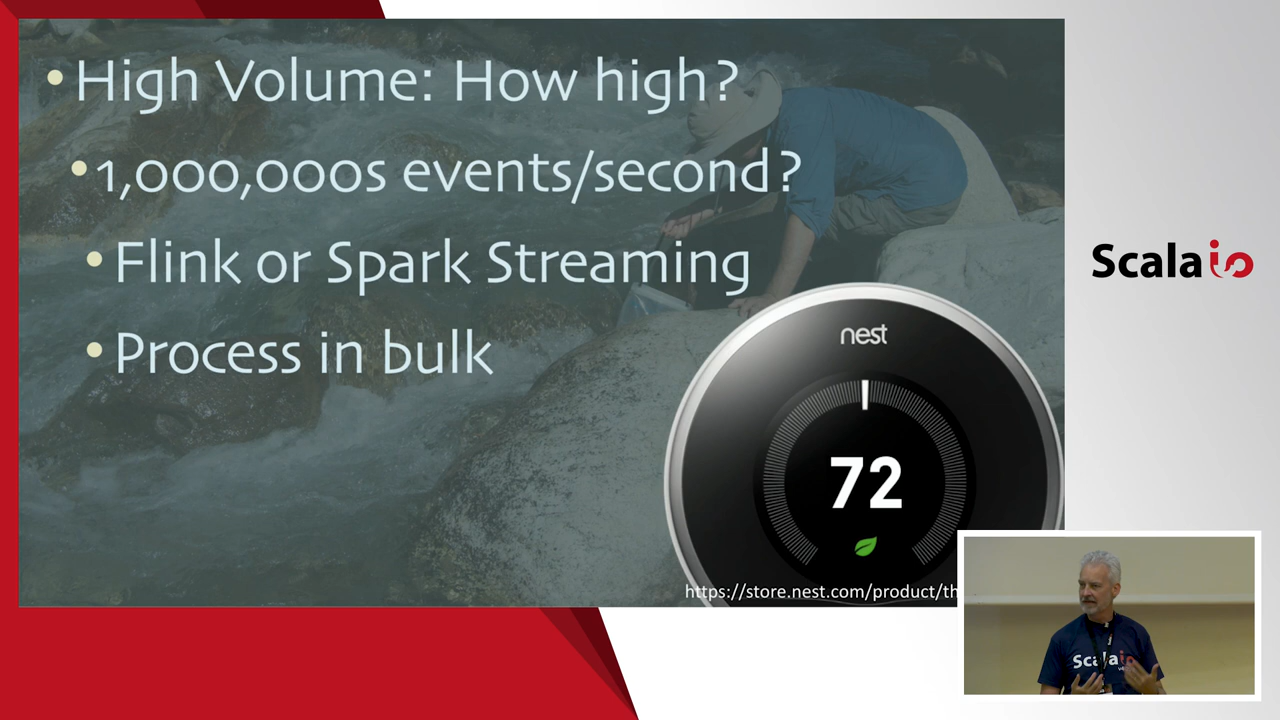 • High Volume: How high?
• 1,000,000s events/second?
• Flink or Spark Streaming
• Process in bulk
nest
72
https://store.nest.com/product/th
Scala io
Scala io